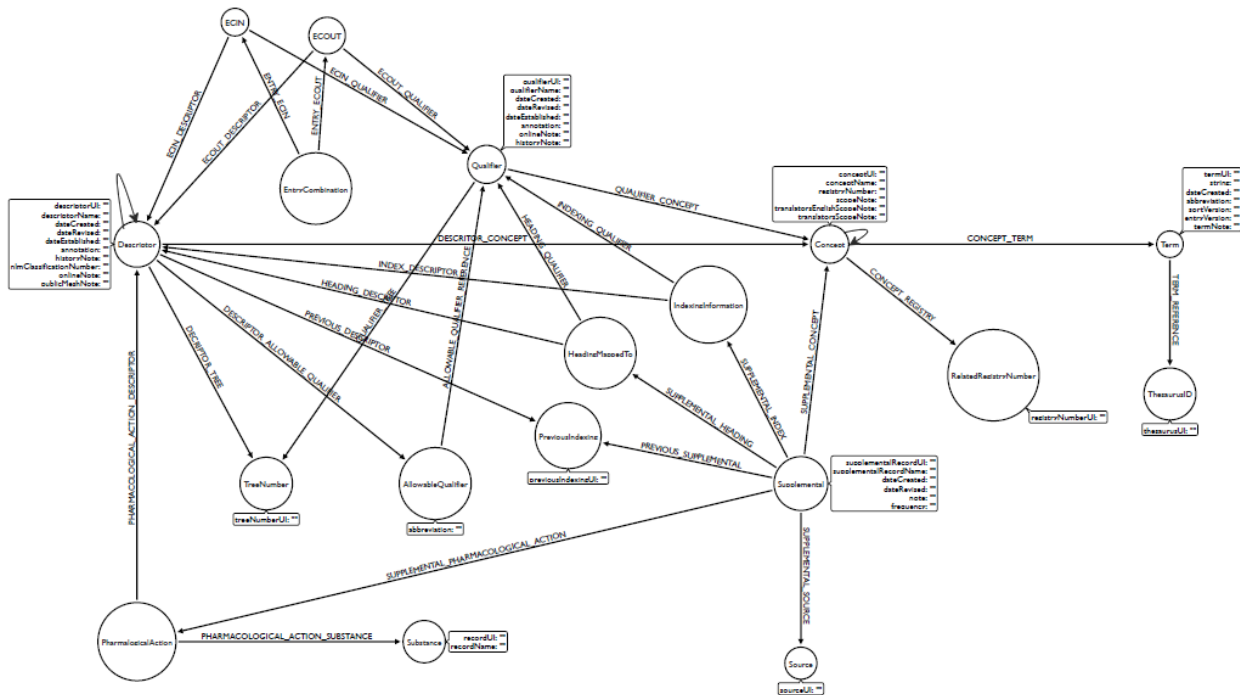 ECIN
ECOUT
ECIN_QUALIFIER
ECOUT_QUALIFIER
ENTRY_ECIN
ENTRY_ECOUT
ECIN_DESCRIPTOR
ECOUT_DESCRIPTOR
qualifierUI: ""
qualifierName: ""
dateCreated: ""
dateRevised: ""
dateEstablished: ""
annotation: ""
onlineNote: ""
historyNote: ""
Qualifier
EntryCombination
QUALIFIER_CONCEPT
conceptUI: ""
conceptName: ""
registryNumber: ""
scopeNote: ""
translatorsEnglishScopeNote: ""
translatorsScopeNote: ""
termUI: ""
string: ""
dateCreated: ""
abbreviation: ""
sortVersion: ""
entryVersion: ""
termNote: ""
descriptorUI: ""
descriptorName: ""
dateCreated: ""
dateRevised: ""
dateEstablished: ""
annotation: ""
historyNote: ""
nlmClassificationNumber: ""
onlineNote: ""
publicMeshNote: ""
Descriptor
DESCRITOR_CONCEPT
Concept
CONCEPT_TERM
Term
INDEXING_QUALIFIER
HEADING_QUALIFIER
INDEX_DESCRIPTOR
HEADING_DESCRIPTOR
PREVIOUS_DESCRIPTOR
ALLOWABLE_QUALIFIER_REFERENCE
DESCRIPTOR_ALLOWABLE_QUALIFIER
DECRIPTOR_TREE
IndexingInformation
CONCEPT_REGISTRY
TERM_REFERENCE
HeadingMappedTo
SUPPLEMENTAL_CONCEPT
SUPPLEMENTAL_INDEX
SUPPLEMENTAL_HEADING
RelatedRegistryNumber
registryNumberUI: ""
ThesaurusID
thesaurusUI: ""
PHARMACOLOGICAL_ACTION_DESCRIPTOR
PreviousIndexing
previousIndexingUI: ""
PREVIOUS_SUPPLEMENTAL
TreeNumber
treeNumberUI: ""
AllowableQualifier
abbreviation: ""
Supplemental
supplementalRecordUI: ""
supplementalRecordName: ""
dateCreated: ""
dateRevised: ""
note: ""
frequency: ""
SUPPLEMENTAL_PHARMACOLOGICAL_ACTION
SUPPLEMENTAL_SOURCE
PharmalogicalAction
PHARMACOLOGICAL_ACTION_SUBSTANCE
Substance
recordUI: ""
recordName: ""
Source
sourceUI: ""